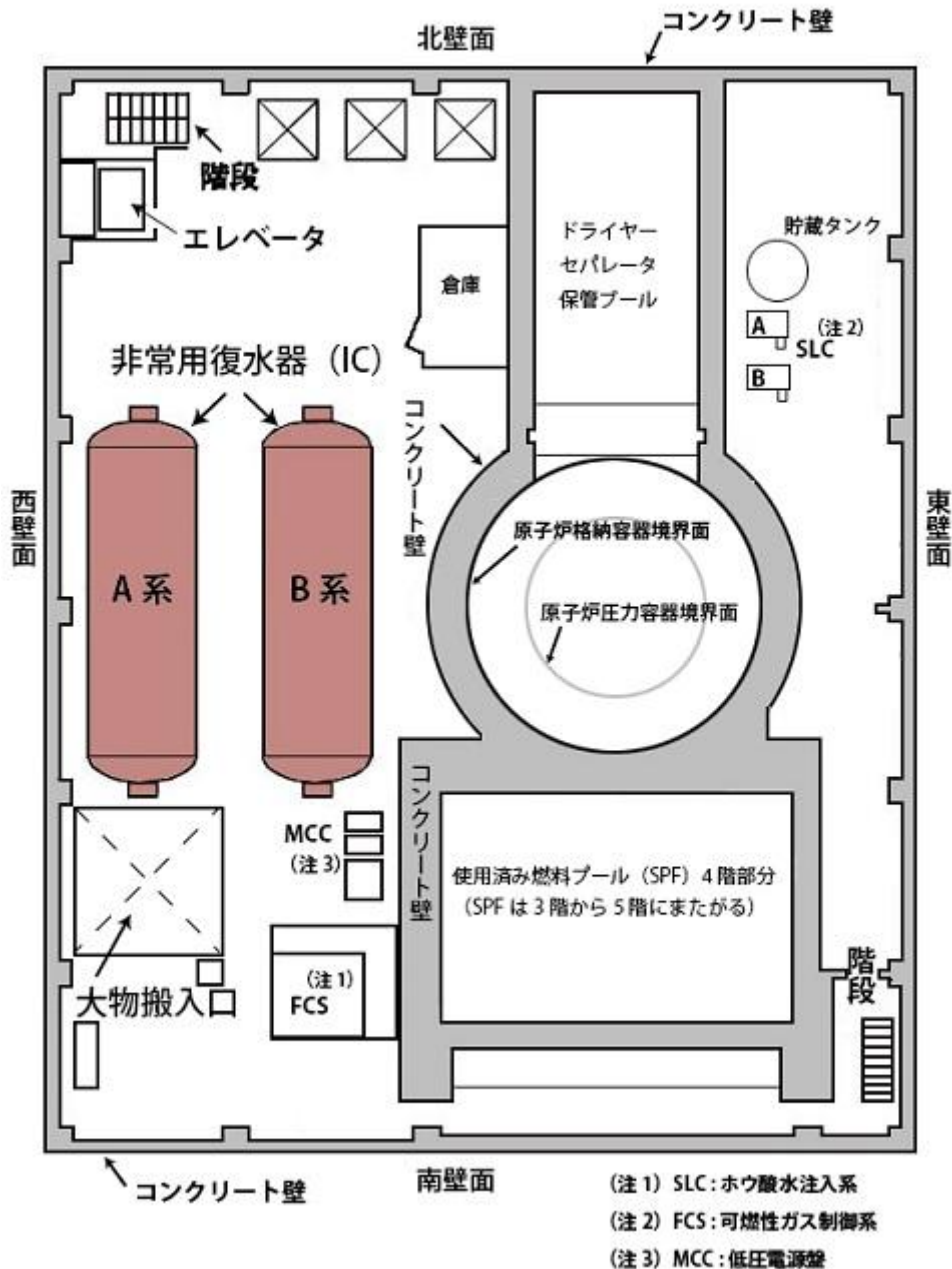 北壁面
コンクリート壁
階段
エレベータ
倉庫
ドライヤー
セパレータ
保管プール
貯蔵タンク
A
（注2）
SLC
B
非常用復水器（IC）
コンクリート壁
西壁面
東壁面
原子炉格納容器境界面
A系
B系
原子炉圧力容器境界面
コンクリート壁
MCC
（注3）
使用済み燃料プール（SPF）4階部分
（SPFは3階から5階にまたがる）
階段
（注1）
FCS
大物搬入口
コンクリート壁
南壁面
（注1）SLC：ホウ酸水注入系
（注2）FCS：可燃性ガス制御系
（注3）MCC：低圧電源盤